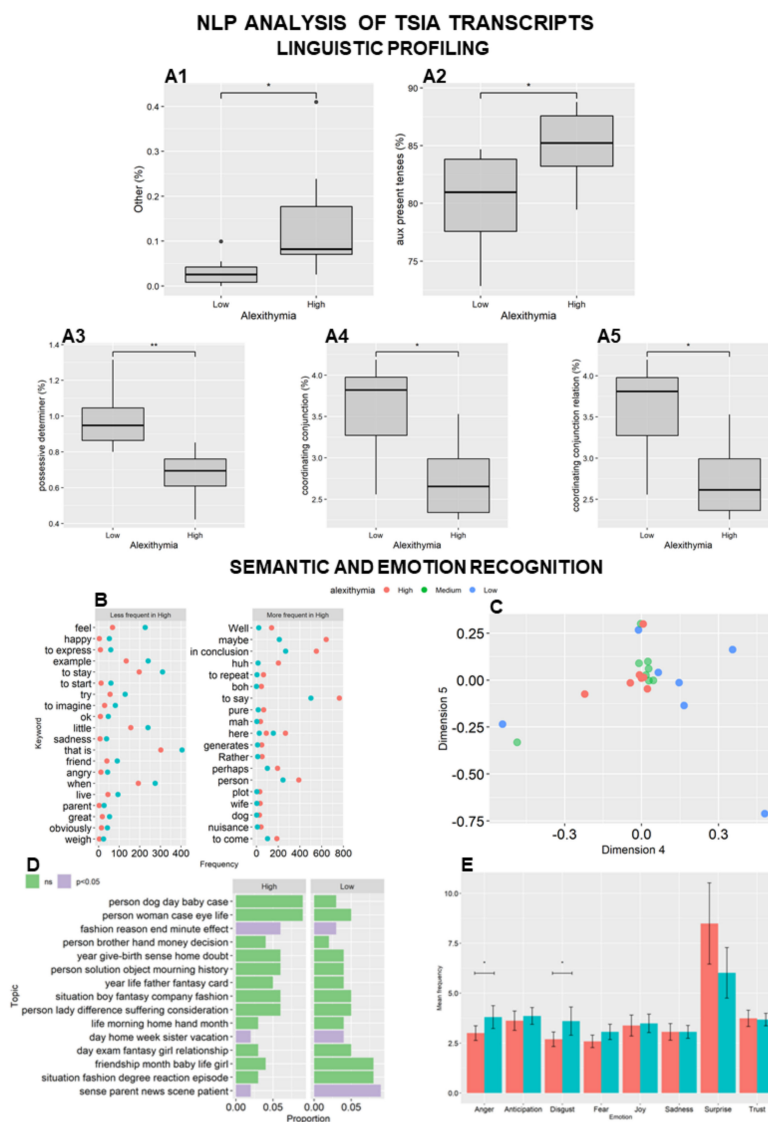 NLP ANALYSIS OF TSIA TRANSCRIPTS
LINGUISTIC PROFILING
A1
*
0.4
0.3
0.2
0.1
0.0
Other (%)
Low
High
Alexithymia
A2
*
90
85
80
75
aux present tenses (%)
Low
High
Alexithymia
A3
**
1.4
1.2
1.0
0.8
0.6
0.4
possessive determiner (%)
Low
High
Alexithymia
A4
*
4.0
3.5
3.0
2.5
coordinating conjunction (%)
Low
High
Alexithymia
A5
*
4.0
3.5
3.0
2.5
coordinating conjunction relation (%)
Low
High
Alexithymia
SEMANTIC AND EMOTION RECOGNITION
alexithymia High Medium Low
B
Less frequent in High
More frequent in High
Keyword
feel
happy
to express
example
to stay
to start
try
to imagine
ok
little
sadness
that is
friend
angry
when
live
parent
great
obviously
weigh
0 100 200 300 400
Well
maybe
in conclusion
huh
to repeat
boh
to say
pure
mah
here
generates
Rather
perhaps
person
plot
wife
dog
nuisance
to come
0 200 400 600 800
Frequency
C
0.25
0.00
-0.25
-0.50
-0.75
Dimension 5
-0.3 0.0 0.3
Dimension 4
D
ns p<0.05
High
Low
Topic
person dog day baby case
person woman case eye life
fashion reason end minute effect
person brother hand money decision
year give-birth sense home doubt
person solution object mourning history
year life father fantasy card
situation boy fantasy company fashion
person lady difference suffering consideration
life morning home hand month
day home week sister vacation
day exam fantasy girl relationship
friendship month baby life girl
situation fashion degree reaction episode
sense parent news scene patient
0.00 0.05 0.00 0.05
Proportion
E
10.0
7.5
5.0
2.5
0.0
Mean frequency
*
*
Anger Anticipation Disgust Fear Joy Sadness Surprise Trust
Emotion